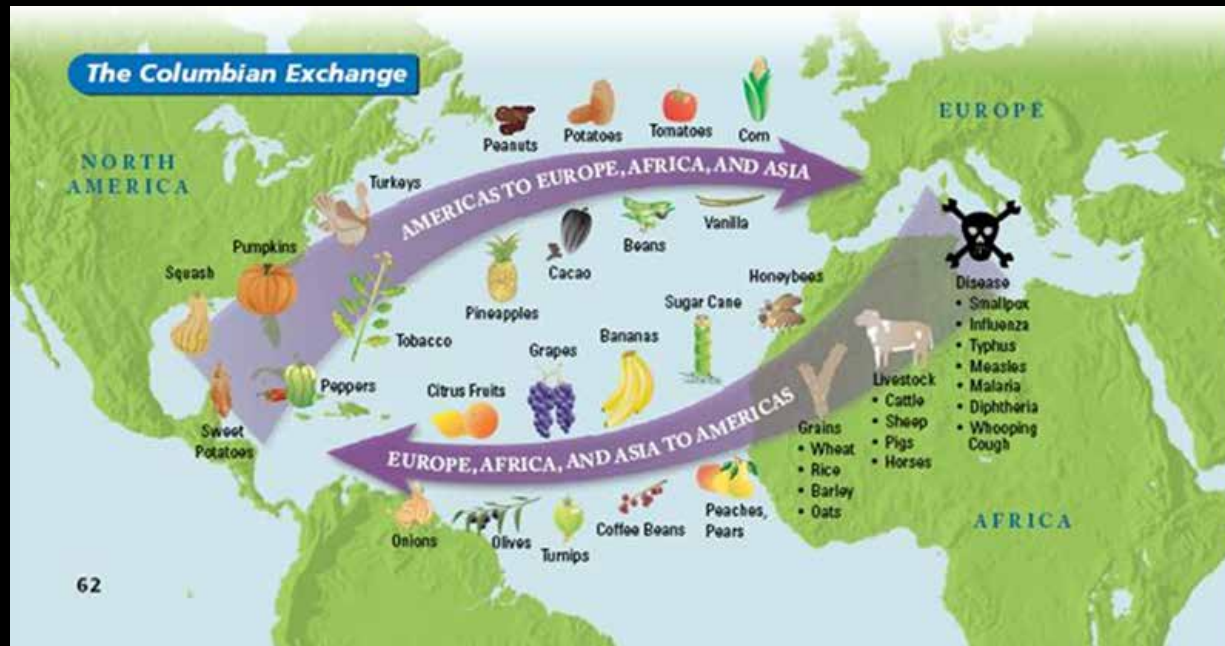 The Columbian Exchange
NORTH
AMERICA
EUROPE
AFRICA
AMERICAS TO EUROPE, AFRICA, AND ASIA
Squash
Pumpkins
Turkeys
Peanuts
Potatoes
Tomatoes
Corn
Sweet
Potatoes
Peppers
Tobacco
Pineapples
Cacao
Beans
Vanilla
EUROPE, AFRICA, AND ASIA TO AMERICAS
Citrus Fruits
Grapes
Bananas
Sugar Cane
Honeybees
Onions
Olives
Turnips
Coffee Beans
Peaches,
Pears
Grains
• Wheat
• Rice
• Barley
• Oats
Livestock
• Cattle
• Sheep
• Pigs
• Horses
Disease
• Smallpox
• Influenza
• Typhus
• Measles
• Malaria
• Diphtheria
• Whooping
Cough
62